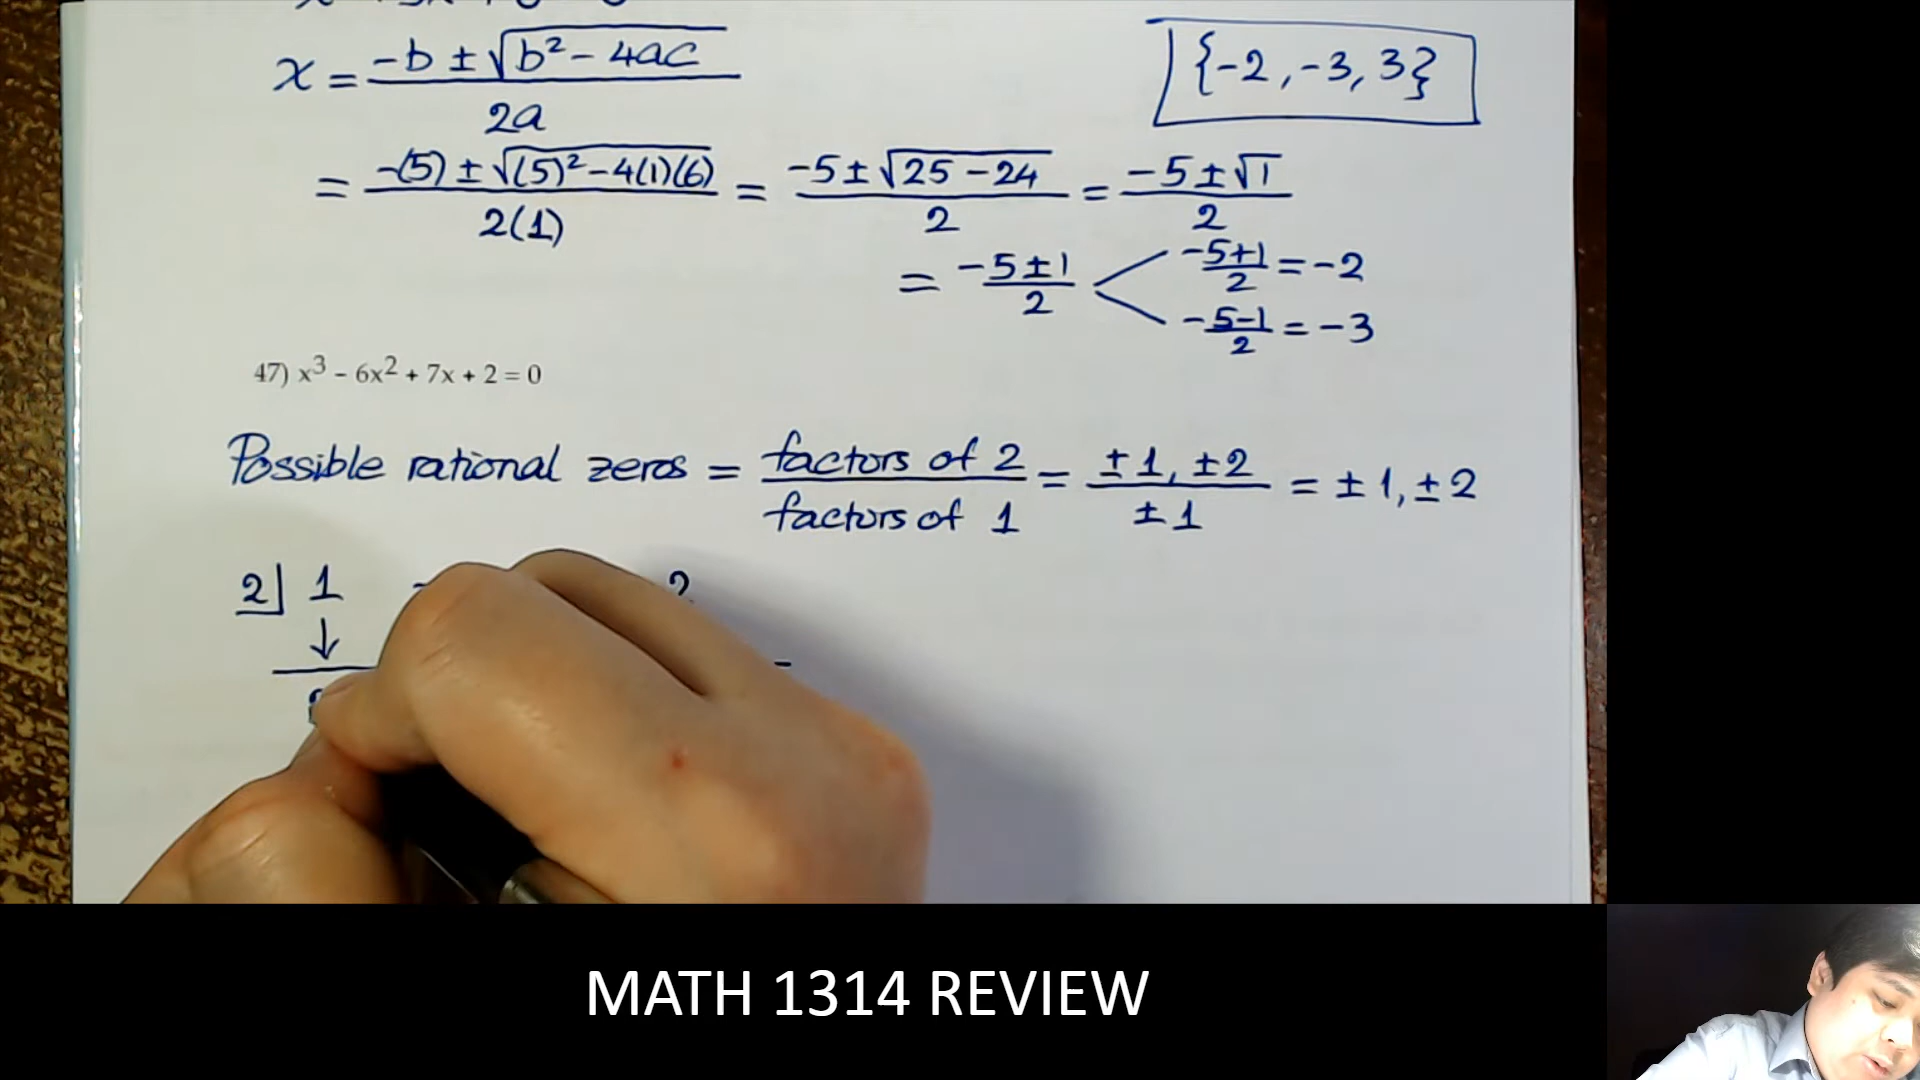 x = (-b ± √(b² - 4ac)) / 2a
{-2, -3, 3}
= (-(5) ± √((5)² - 4(1)(6))) / 2(1) = (-5 ± √(25 - 24)) / 2 = (-5 ± √1) / 2
= (-5 ± 1) / 2
(-5+1) / 2 = -2
(-5-1) / 2 = -3
47) x³ - 6x² + 7x + 2 = 0
Possible rational zeros = factors of 2 / factors of 1 = ±1, ±2 / ±1 = ±1, ±2
2⌋ 1 2
↓
MATH 1314 REVIEW